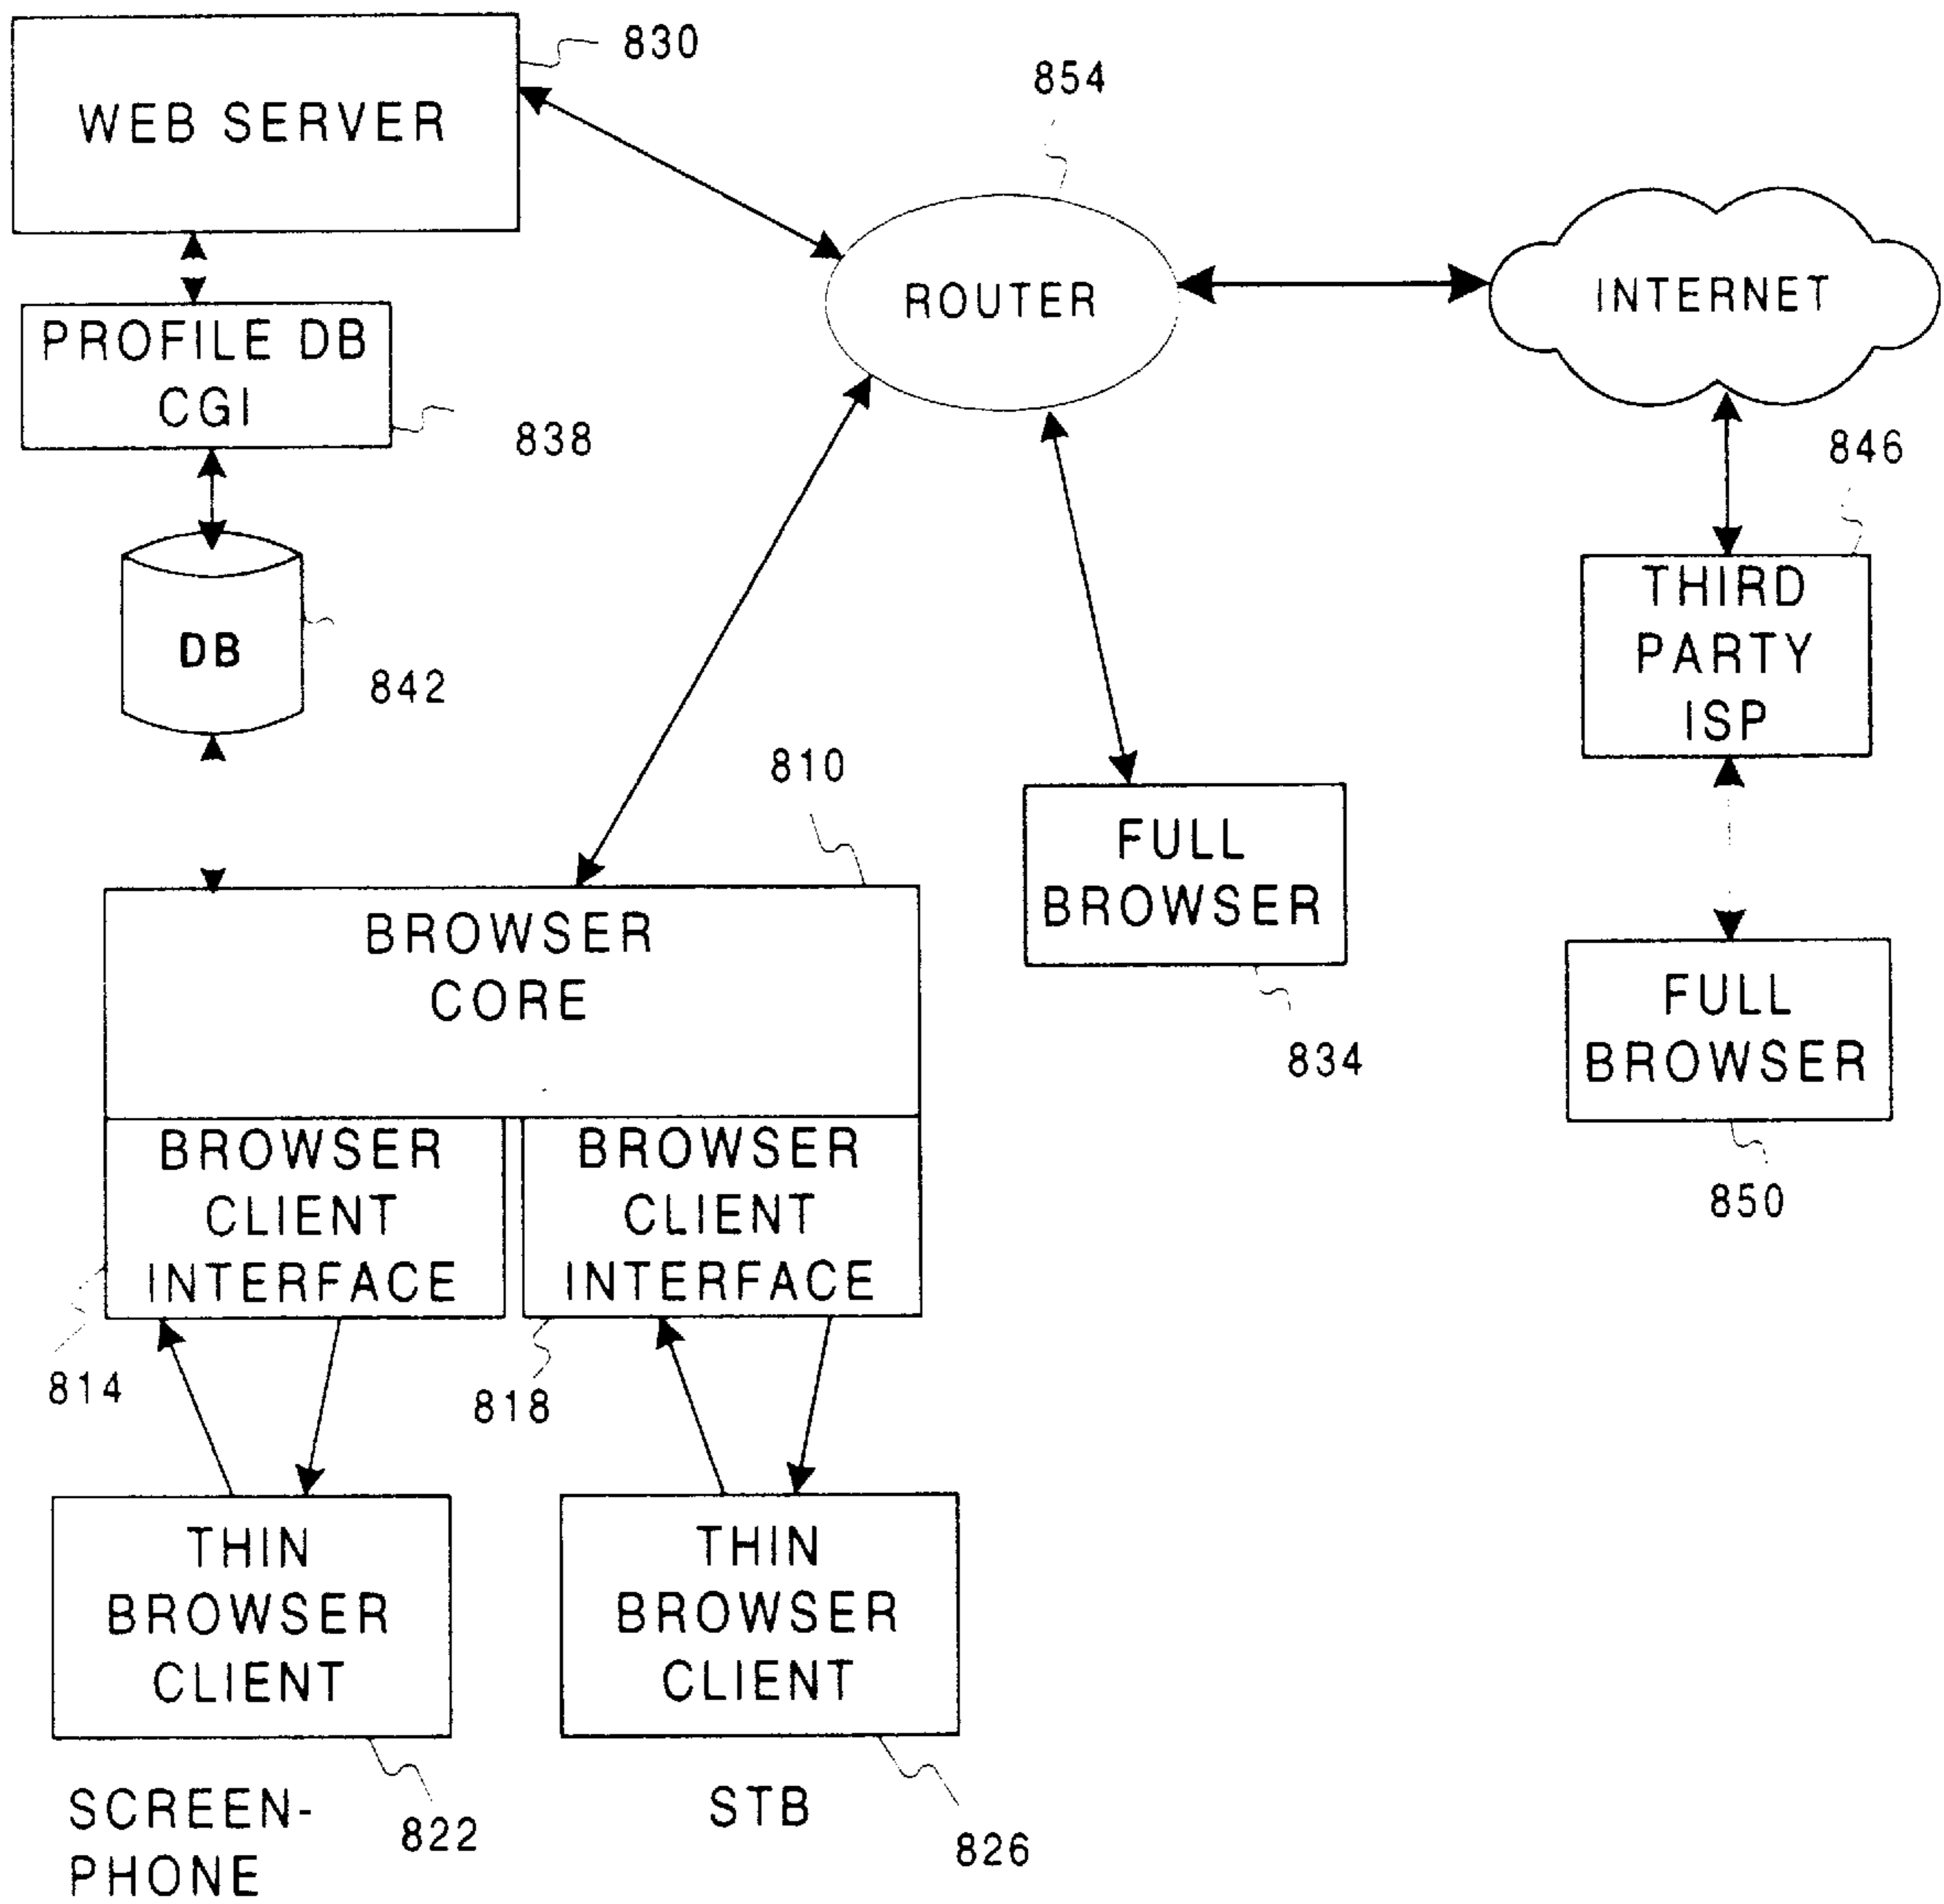 830
WEB SERVER
854
ROUTER
INTERNET
PROFILE DB
CGI
838
846
THIRD
PARTY
ISP
DB
842
810
FULL
BROWSER
834
BROWSER
CORE
FULL
BROWSER
850
BROWSER
CLIENT
INTERFACE
BROWSER
CLIENT
INTERFACE
814
818
THIN
BROWSER
CLIENT
THIN
BROWSER
CLIENT
SCREEN-
PHONE
822
STB
826